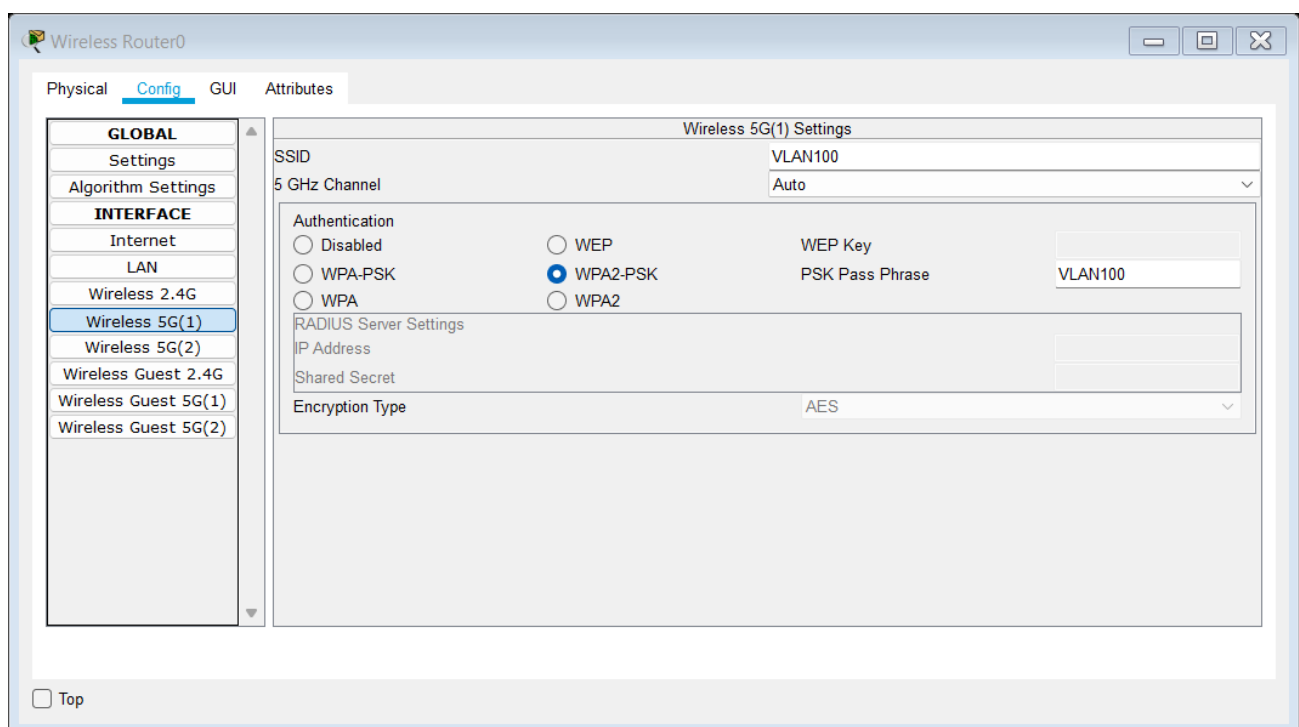 Wireless Router0
Physical Config GUI Attributes
GLOBAL
Settings
Algorithm Settings
INTERFACE
Internet
LAN
Wireless 2.4G
Wireless 5G(1)
Wireless 5G(2)
Wireless Guest 2.4G
Wireless Guest 5G(1)
Wireless Guest 5G(2)
Wireless 5G(1) Settings
SSID VLAN100
5 GHz Channel Auto
Authentication
Disabled WEP WEP Key
WPA-PSK WPA2-PSK PSK Pass Phrase VLAN100
WPA WPA2
RADIUS Server Settings
IP Address
Shared Secret
Encryption Type AES
Top